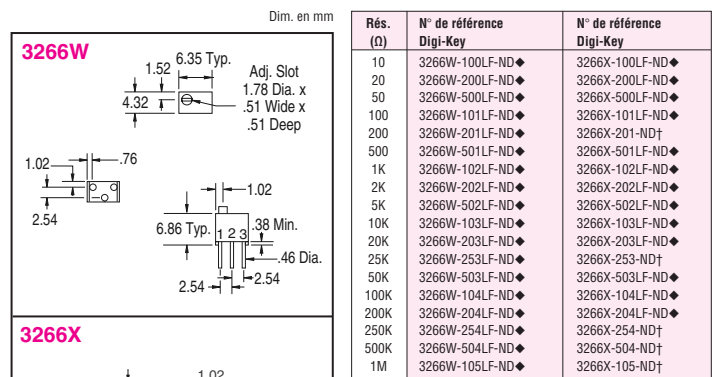 Dim. en mm
3266W
6.35 Typ.
1.52
4.32
Adj. Slot
1.78 Dia. x
.51 Wide x
.51 Deep
1.02
.76
2.54
1.02
6.86 Typ.
.38 Min.
1 2 3
.46 Dia.
2.54
2.54
3266X
1.02
Rés. N° de référence N° de référence
(Ω) Digi-Key Digi-Key
10 3266W-100LF-ND◆ 3266X-100LF-ND◆
20 3266W-200LF-ND◆ 3266X-200LF-ND◆
50 3266W-500LF-ND◆ 3266X-500LF-ND◆
100 3266W-101LF-ND◆ 3266X-101LF-ND◆
200 3266W-201LF-ND◆ 3266X-201-ND†
500 3266W-501LF-ND◆ 3266X-501LF-ND◆
1K 3266W-102LF-ND◆ 3266X-102LF-ND◆
2K 3266W-202LF-ND◆ 3266X-202LF-ND◆
5K 3266W-502LF-ND◆ 3266X-502LF-ND◆
10K 3266W-103LF-ND◆ 3266X-103LF-ND◆
20K 3266W-203LF-ND◆ 3266X-203LF-ND◆
25K 3266W-253LF-ND◆ 3266X-253-ND†
50K 3266W-503LF-ND◆ 3266X-503LF-ND◆
100K 3266W-104LF-ND◆ 3266X-104LF-ND◆
200K 3266W-204LF-ND◆ 3266X-204LF-ND◆
250K 3266W-254LF-ND◆ 3266X-254-ND†
500K 3266W-504LF-ND◆ 3266X-504-ND†
1M 3266W-105LF-ND◆ 3266X-105-ND†